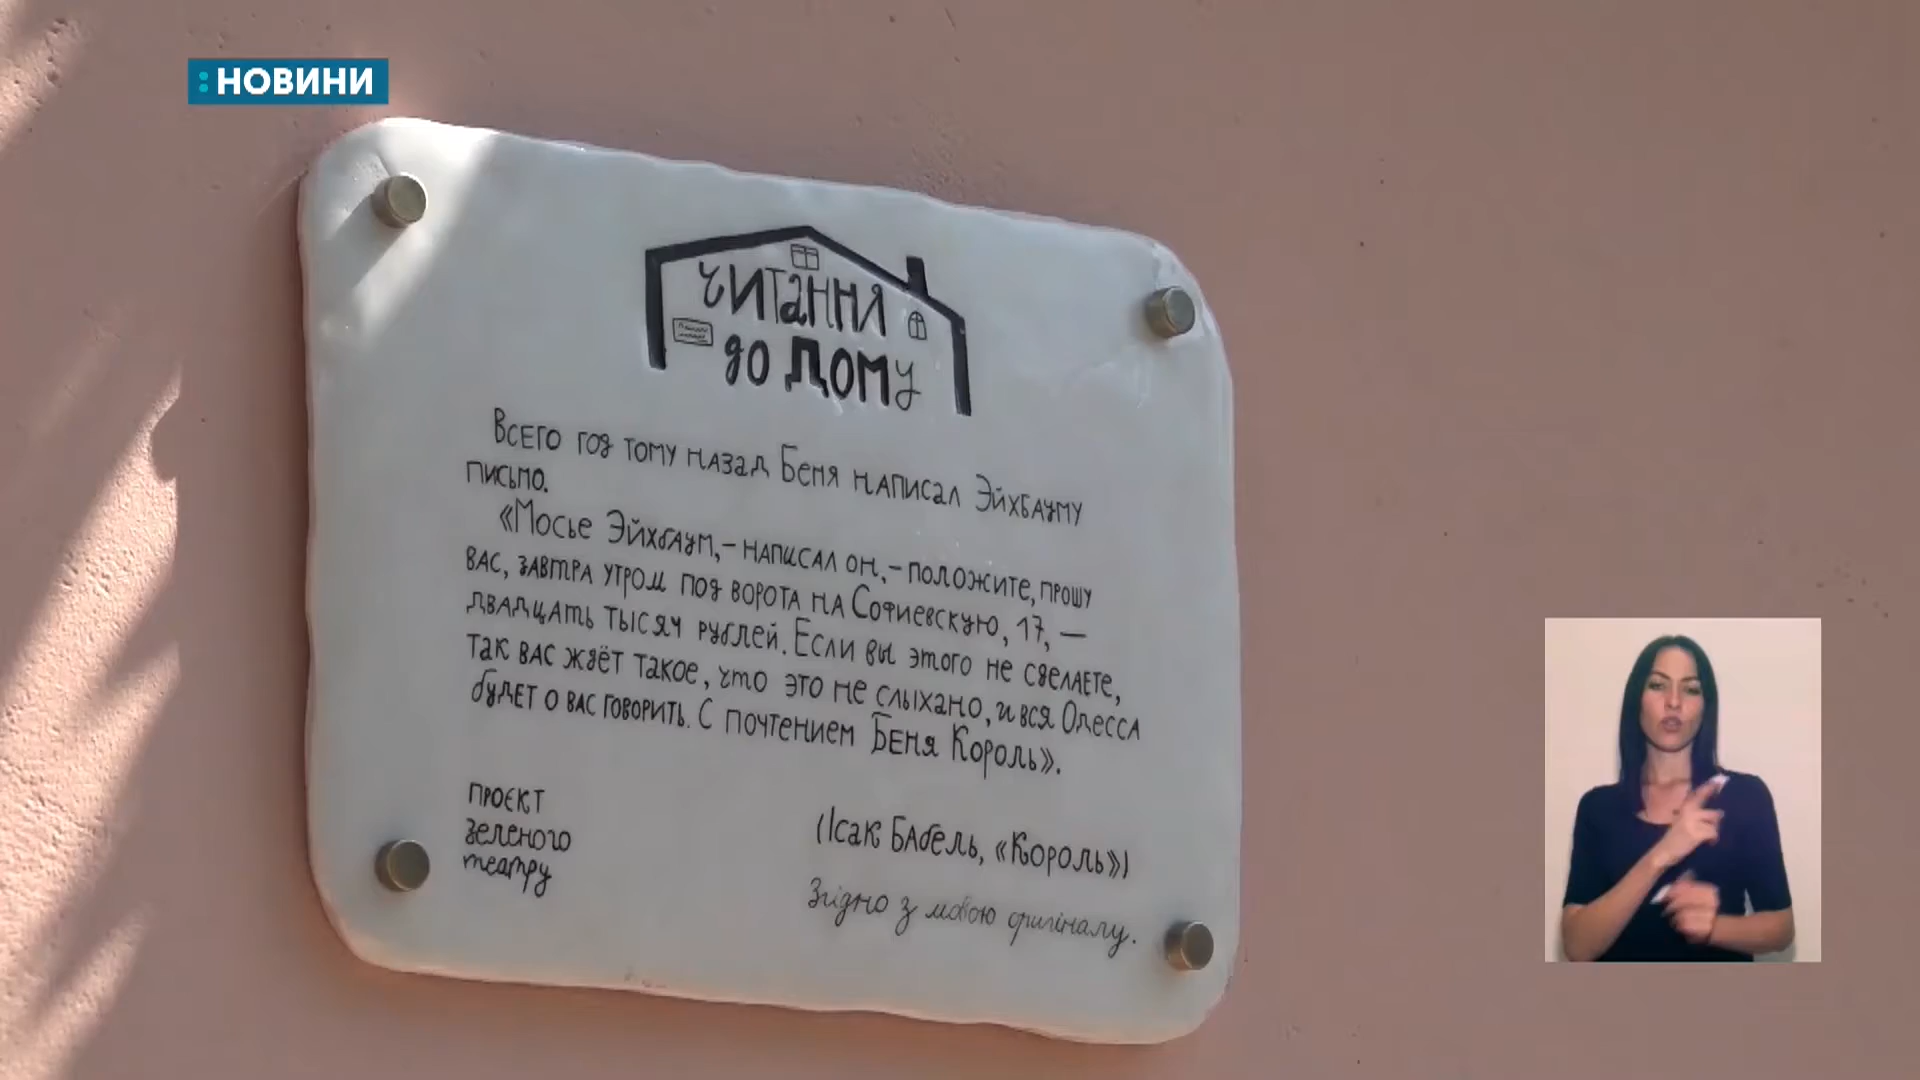 :НОВИНИ
читання
до дому
Всего год тому назад Беня написал Эйхбауму
письмо.
«Мосье Эйхбаум,– написал он,– положите, прошу
вас, завтра утром под ворота на Софиевскую, 17, —
двадцать тысяч рублей. Если вы этого не сделаете,
так вас ждёт такое, что это не слыхано, и вся Одесса
будет о вас говорить. С почтением Беня Король».
проєкт
зеленого
театру
(Ісак Бабель, «Король»)
Згідно з мовою оригіналу.